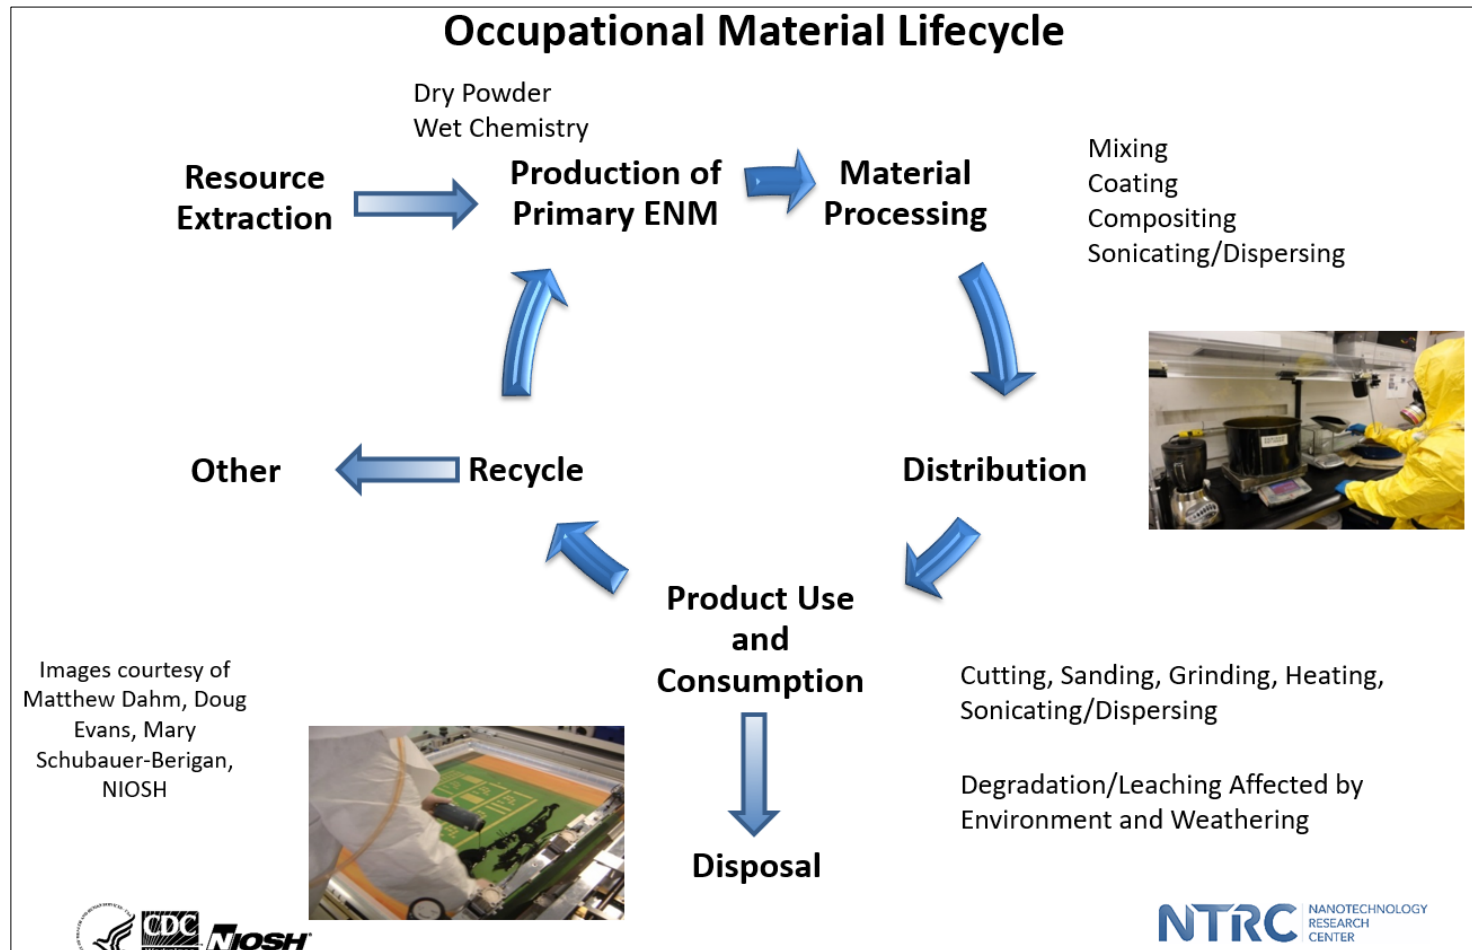 Occupational Material Lifecycle
Dry Powder
Wet Chemistry
Resource
Extraction
Production of
Primary ENM
Material
Processing
Mixing
Coating
Compositing
Sonicating/Dispersing
Other
Recycle
Distribution
Product Use
and
Consumption
Images courtesy of
Matthew Dahm, Doug
Evans, Mary
Schubauer-Berigan,
NIOSH
Cutting, Sanding, Grinding, Heating,
Sonicating/Dispersing
Degradation/Leaching Affected by
Environment and Weathering
Disposal
CDC
NIOSH
NTRC
NANOTECHNOLOGY
RESEARCH
CENTER